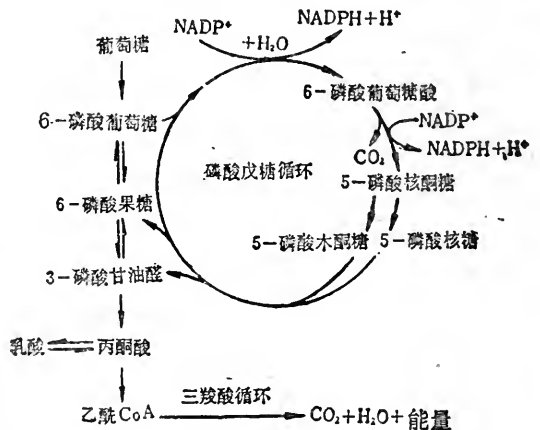 NADP⁺
NADPH+H⁺
+H₂O
葡萄糖
6-磷酸葡萄糖酸
6-磷酸葡萄糖
NADP⁺
CO₂
NADPH+H⁺
磷酸戊糖循环
5-磷酸核酮糖
6-磷酸果糖
5-磷酸木酮糖
5-磷酸核糖
3-磷酸甘油醛
乳酸
丙酮酸
三羧酸循环
乙酰CoA
CO₂+H₂O+能量